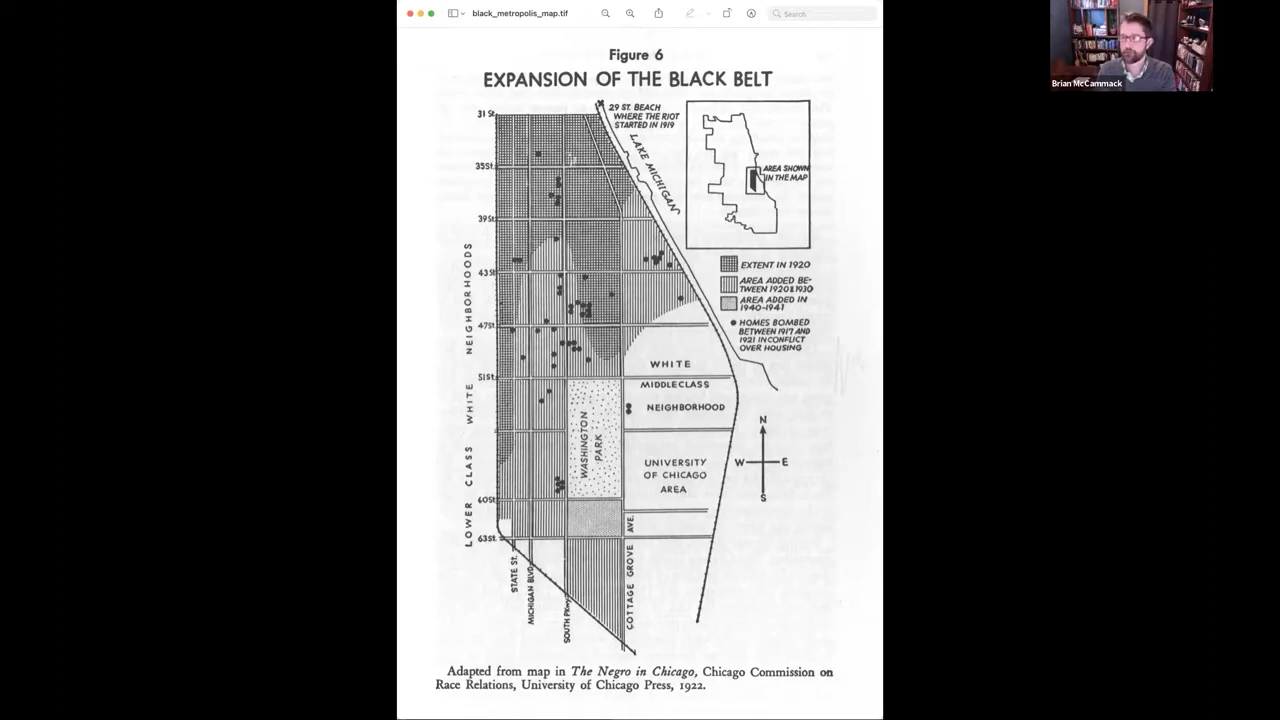 black_metropolis_map.tif
Search
Brian McCammack
Figure 6
EXPANSION OF THE BLACK BELT
29 ST. BEACH
WHERE THE RIOT
STARTED IN 1919
31 St.
LAKE MICHIGAN
AREA SHOWN
IN THE MAP
35St.
39St.
43St.
47St.
51St.
60St.
63St.
LOWER CLASS WHITE NEIGHBORHOODS
EXTENT IN 1920
AREA ADDED BE-
TWEEN 1920&1930
AREA ADDED IN
1940-1941
HOMES BOMBED
BETWEEN 1917 AND
1921 IN CONFLICT
OVER HOUSING
WHITE
MIDDLECLASS
NEIGHBORHOOD
WASHINGTON
PARK
UNIVERSITY
OF CHICAGO
AREA
N
W
E
S
STATE ST.
MICHIGAN BLVD.
SOUTH PKwy.
COTTAGE GROVE AVE.
Adapted from map in The Negro in Chicago, Chicago Commission on
Race Relations, University of Chicago Press, 1922.